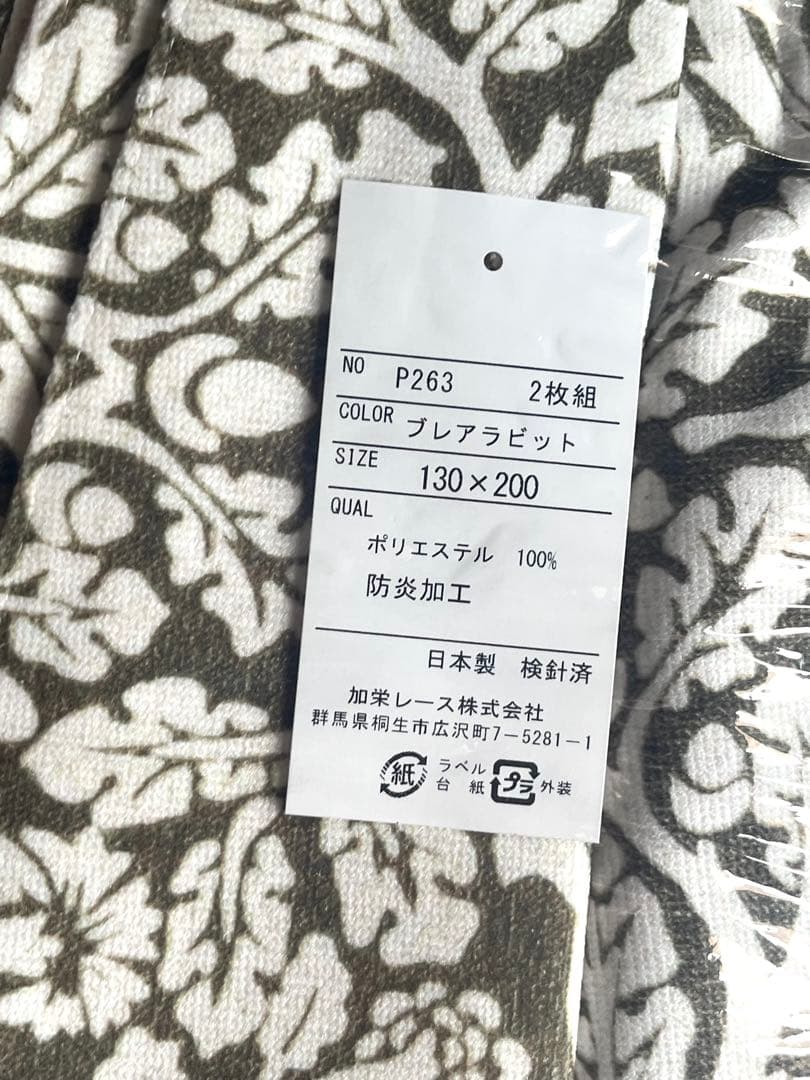 NO P263 2枚組
COLOR ブレアラビット
SIZE 130×200
QUAL
ポリエステル 100%
防炎加工
日本製 検針済
加栄レース株式会社
群馬県桐生市広沢町7-5281-1
紙 ラベル台紙 プラ 外装